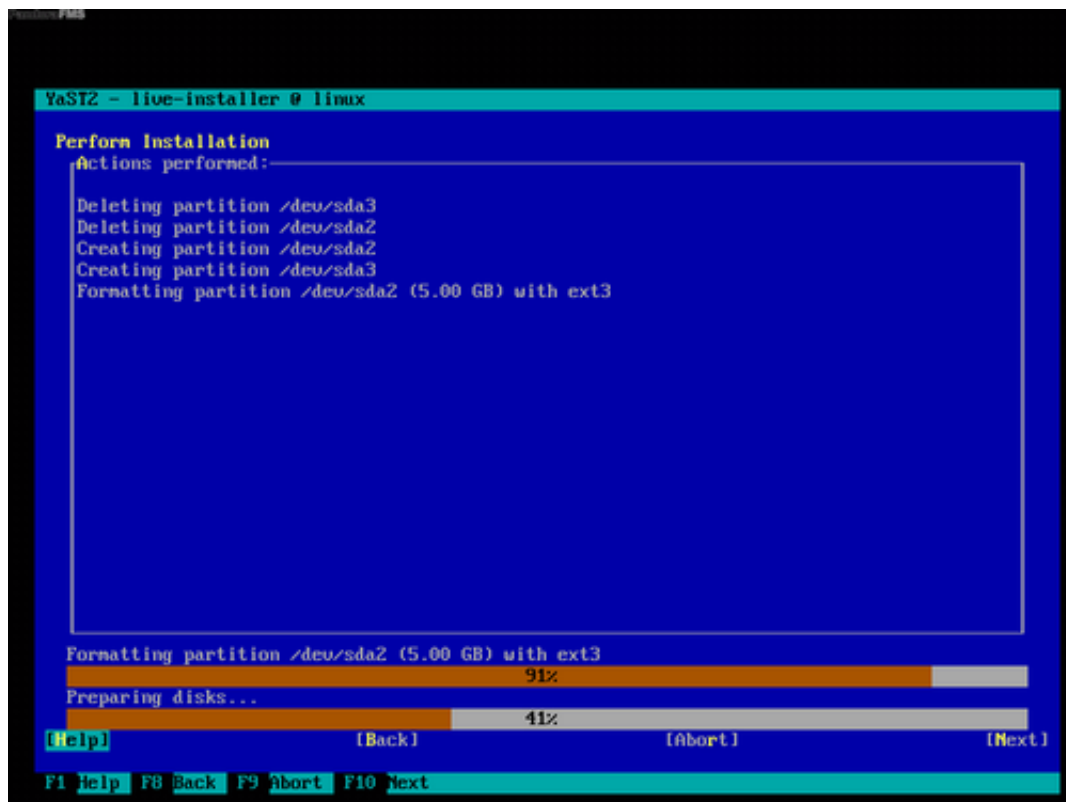 PandoraFMS
YaST2 - live-installer @ linux
Perform Installation
Actions performed:
Deleting partition /dev/sda3
Deleting partition /dev/sda2
Creating partition /dev/sda2
Creating partition /dev/sda3
Formatting partition /dev/sda2 (5.00 GB) with ext3
Formatting partition /dev/sda2 (5.00 GB) with ext3
91%
Preparing disks...
41%
[Help] [Back] [Abort] [Next]
F1 Help F8 Back F9 Abort F10 Next